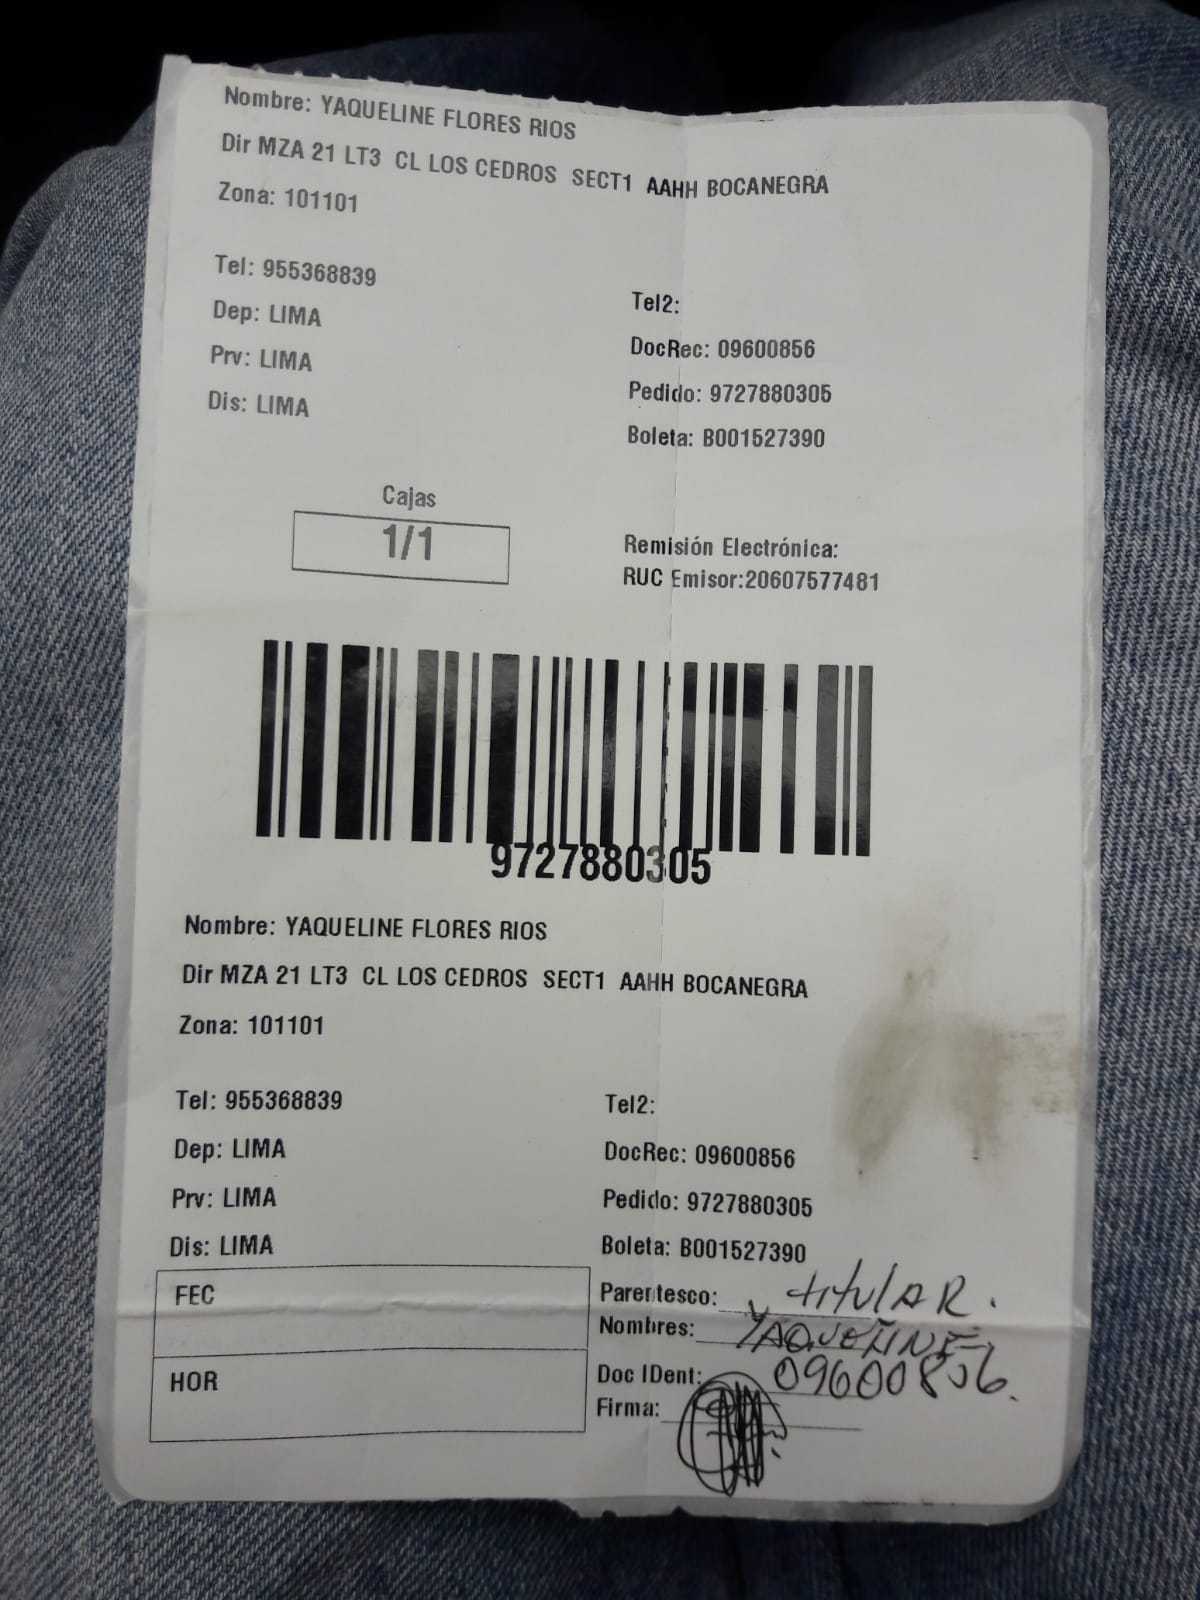 Nombre: YAQUELINE FLORES RIOS
Dir MZA 21 LT3 CL LOS CEDROS SECT1 AAHH BOCANEGRA
Zona: 101101
Tel: 955368839
Dep: LIMA
Prv: LIMA
Dis: LIMA
Tel2:
DocRec: 09600856
Pedido: 9727880305
Boleta: B001527390
Cajas
1/1
Remisión Electrónica:
RUC Emisor:20607577481
9727880305
Nombre: YAQUELINE FLORES RIOS
Dir MZA 21 LT3 CL LOS CEDROS SECT1 AAHH BOCANEGRA
Zona: 101101
Tel: 955368839
Dep: LIMA
Prv: LIMA
Dis: LIMA
Tel2:
DocRec: 09600856
Pedido: 9727880305
Boleta: B001527390
FEC
HOR
Parentesco: titulAR.
Nombres: YAQUELINE
Doc IDent: 09600856.
Firma: